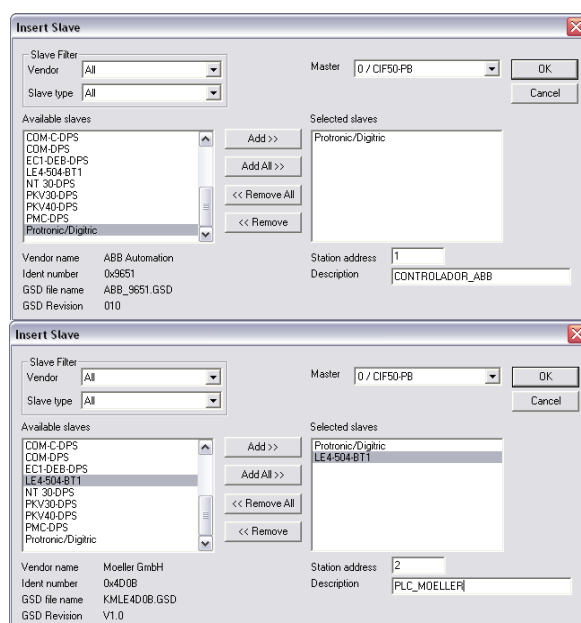 Insert Slave
Slave Filter
Vendor All
Slave type All
Master 0 / CIF50-PB
OK
Cancel
Available slaves
COM-C-DPS
COM-DPS
EC1-DEB-DPS
LE4-504-BT1
NT 30-DPS
PKV30-DPS
PKV40-DPS
PMC-DPS
Protronic/Digitric
Add >>
Add All >>
<< Remove All
<< Remove
Selected slaves
Protronic/Digitric
Vendor name ABB Automation
Ident number 0x9651
GSD file name ABB_9651.GSD
GSD Revision 010
Station address 1
Description CONTROLADOR_ABB
Insert Slave
Slave Filter
Vendor All
Slave type All
Master 0 / CIF50-PB
OK
Cancel
Available slaves
COM-C-DPS
COM-DPS
EC1-DEB-DPS
LE4-504-BT1
NT 30-DPS
PKV30-DPS
PKV40-DPS
PMC-DPS
Protronic/Digitric
Add >>
Add All >>
<< Remove All
<< Remove
Selected slaves
Protronic/Digitric
LE4-504-BT1
Vendor name Moeller GmbH
Ident number 0x4D0B
GSD file name KMLE4D0B.GSD
GSD Revision V1.0
Station address 2
Description PLC_MOELLER